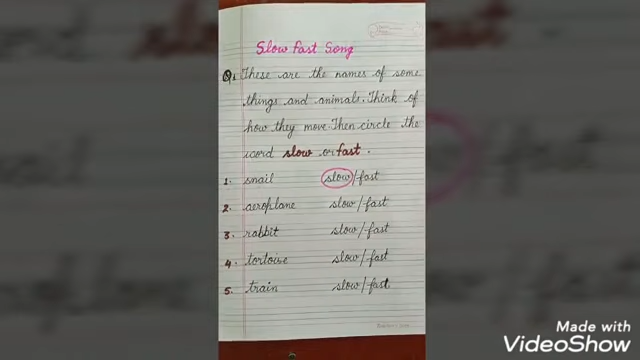 Slow Fast Song
Q1. These are the names of some
things and animals. Think of
how they move. Then circle the
word slow or fast.
1. snail slow/fast
2. aeroplane slow/fast
3. rabbit slow/fast
4. tortoise slow/fast
5. train slow/fast
Made with
VideoShow